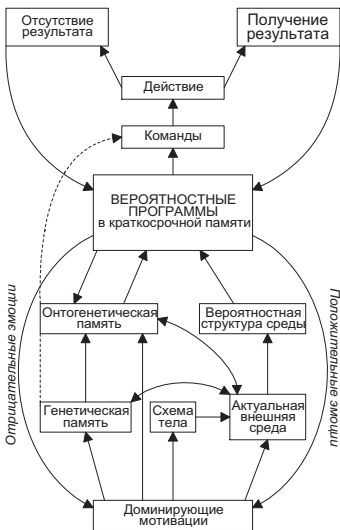 Отсутствие
результата
Получение
результата
Действие
Команды
ВЕРОЯТНОСТНЫЕ
ПРОГРАММЫ
в краткосрочной памяти
Отрицательные эмоции
Положительные эмоции
Онтогенетическая
память
Вероятностная
структура среды
Генетическая
память
Схема
тела
Актуальная
внешняя
среда
Доминирующие
мотивации